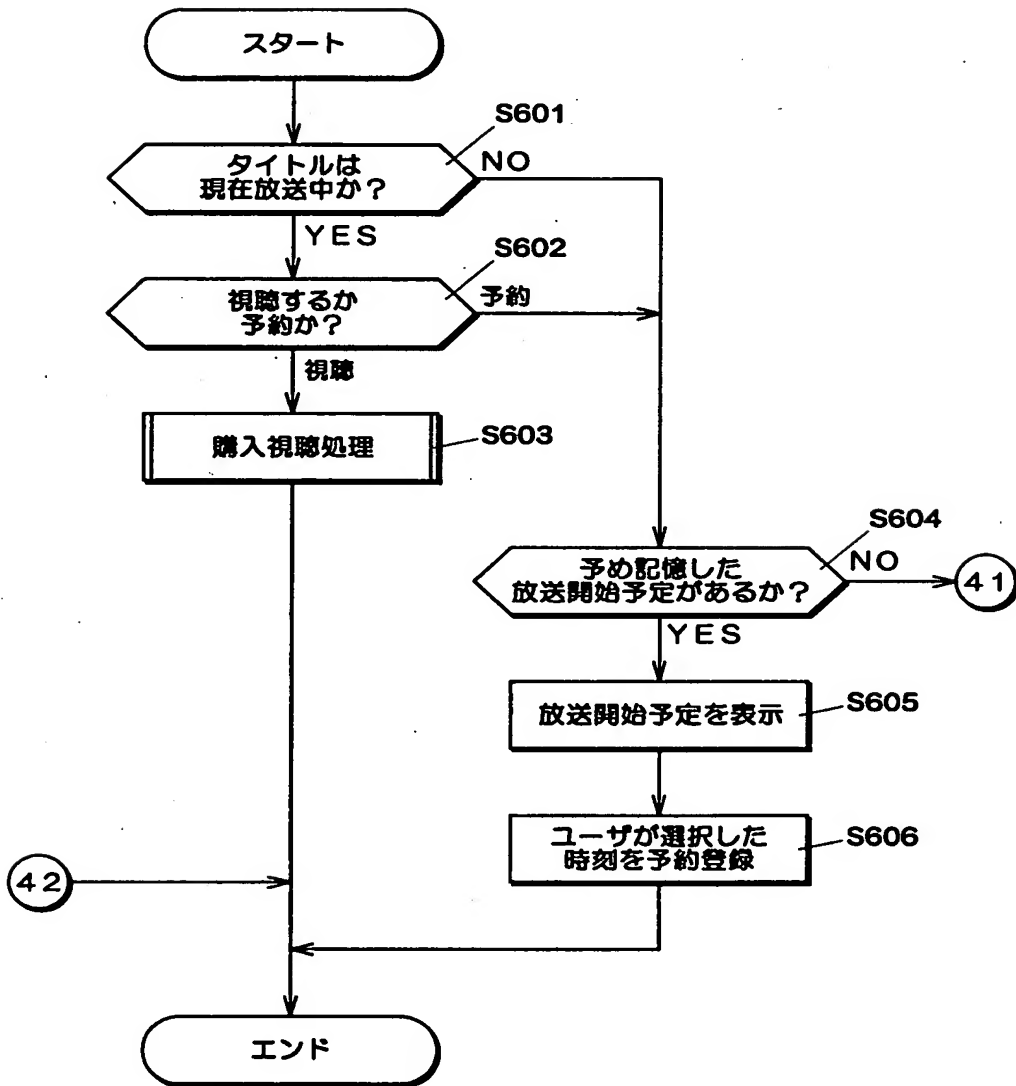 スタート
S601
タイトルは
現在放送中か?
NO
YES
S602
視聴するか
予約か?
予約
視聴
購入視聴処理
S603
S604
予め記憶した
放送開始予定があるか?
NO
41
YES
放送開始予定を表示
S605
ユーザが選択した
時刻を予約登録
S606
42
エンド